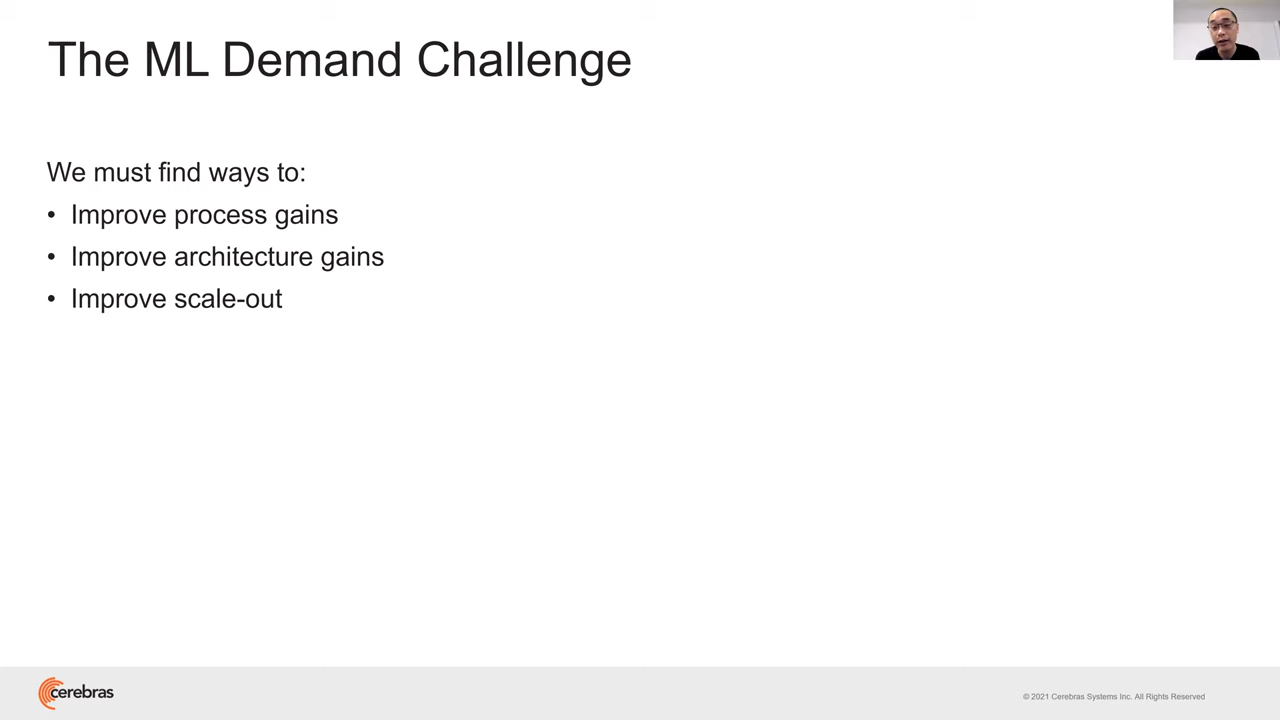 The ML Demand Challenge
We must find ways to:
• Improve process gains
• Improve architecture gains
• Improve scale-out
cerebras
© 2021 Cerebras Systems Inc. All Rights Reserved